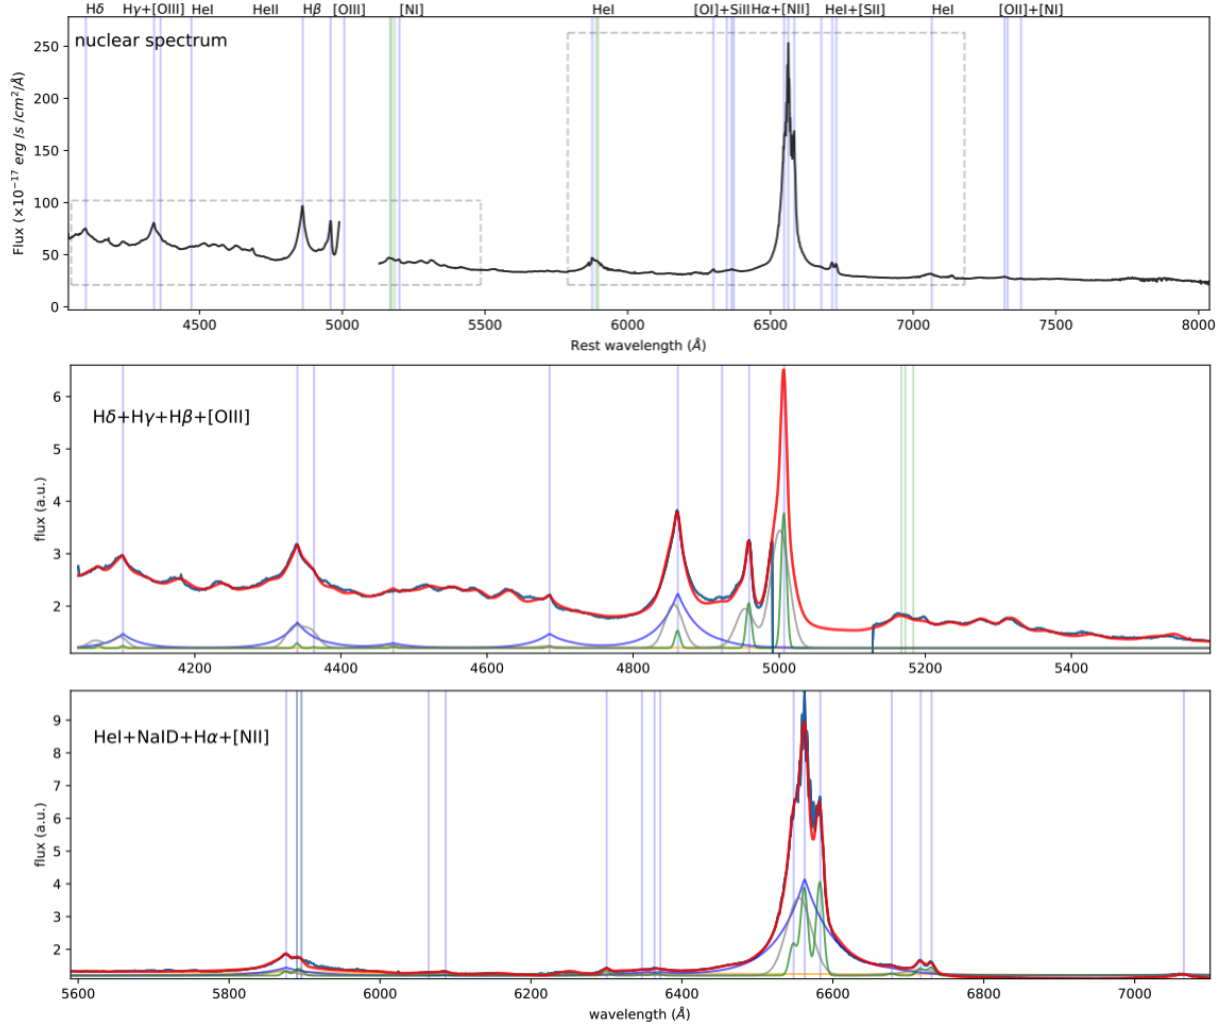 Hδ Hγ+[OIII] HeI HeII Hβ [OIII] [NI] HeI [OI]+SiII Hα+[NII] HeI+[SII] HeI [OII]+[NI]
nuclear spectrum
Flux (×10⁻¹⁷ erg /s /cm²/Å)
250
200
150
100
50
0
4500 5000 5500 6000 6500 7000 7500 8000
Rest wavelength (Å)
Hδ+Hγ+Hβ+[OIII]
flux (a.u.)
6
5
4
3
2
4200 4400 4600 4800 5000 5200 5400
HeI+NaID+Hα+[NII]
flux (a.u.)
9
8
7
6
5
4
3
2
5600 5800 6000 6200 6400 6600 6800 7000
wavelength (Å)